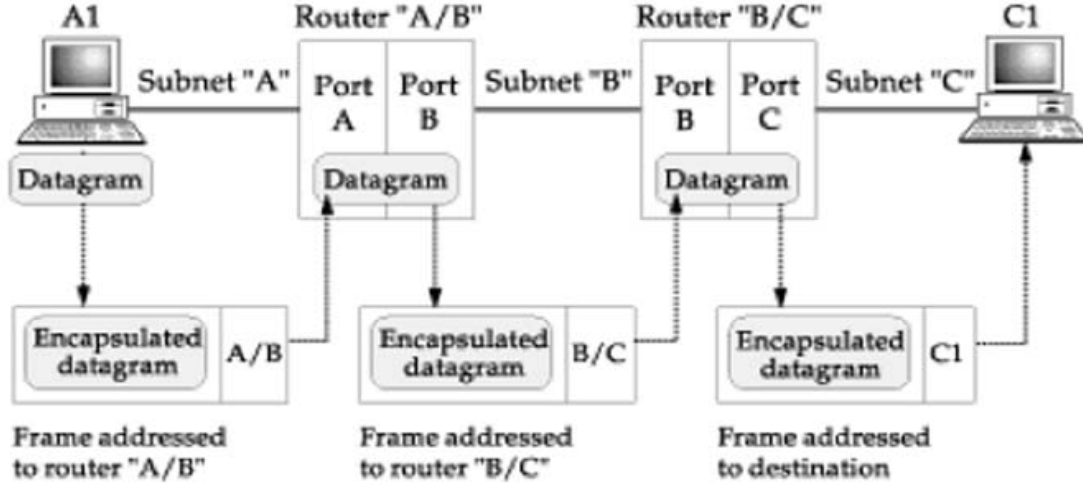 A1
Router "A/B"
Router "B/C"
C1
Subnet "A"
Port
A
Port
B
Subnet "B"
Port
B
Port
C
Subnet "C"
Datagram
Datagram
Datagram
Encapsulated
datagram
A/B
Encapsulated
datagram
B/C
Encapsulated
datagram
C1
Frame addressed
to router "A/B"
Frame addressed
to router "B/C"
Frame addressed
to destination